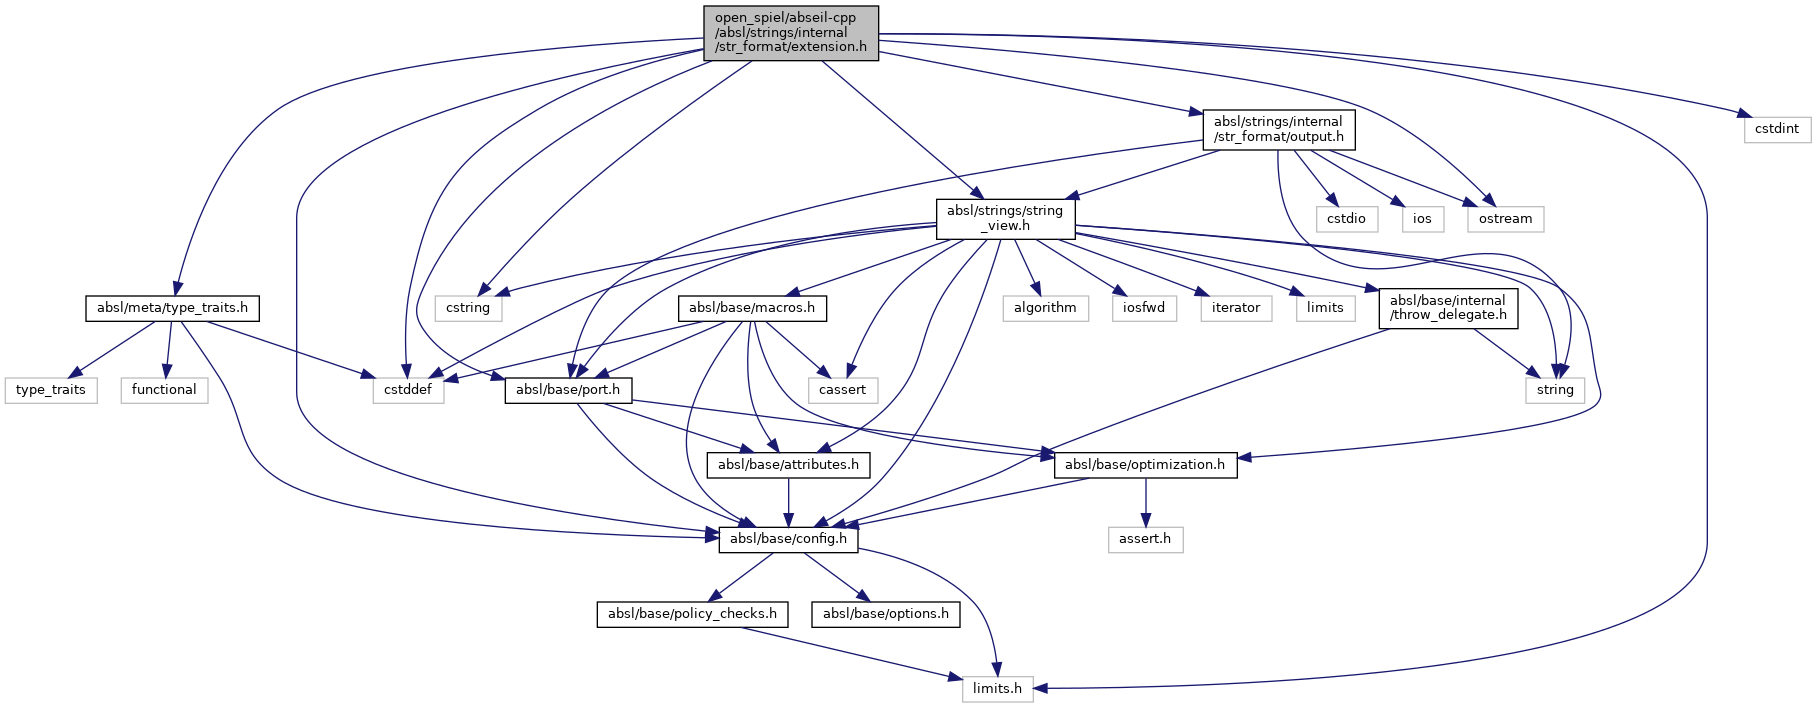 open_spiel/abseil-cpp
/absl/strings/internal
/str_format/extension.h
absl/strings/internal
/str_format/output.h
cstdint
absl/strings/string
_view.h
cstdio
ios
ostream
absl/meta/type_traits.h
cstring
absl/base/macros.h
algorithm
iosfwd
iterator
limits
absl/base/internal
/throw_delegate.h
type_traits
functional
cstddef
absl/base/port.h
cassert
string
absl/base/attributes.h
absl/base/optimization.h
absl/base/config.h
assert.h
absl/base/policy_checks.h
absl/base/options.h
limits.h